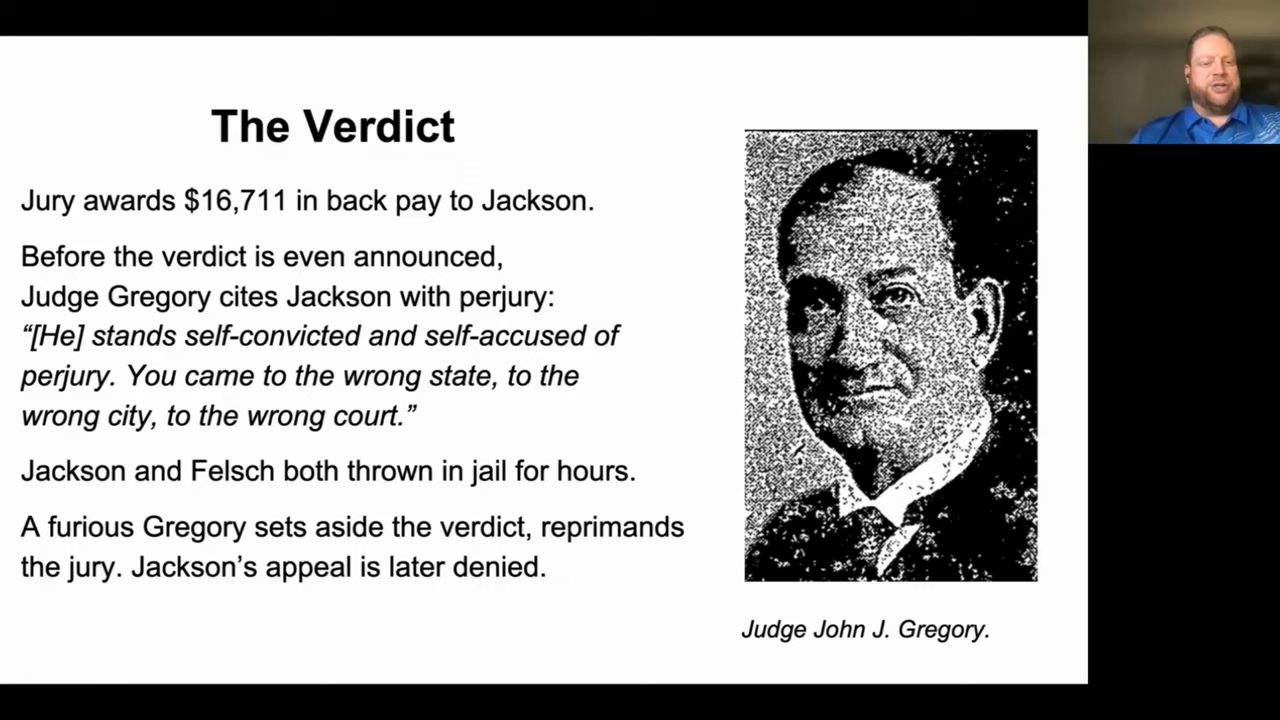 The Verdict
Jury awards $16,711 in back pay to Jackson.
Before the verdict is even announced,
Judge Gregory cites Jackson with perjury:
“[He] stands self-convicted and self-accused of
perjury. You came to the wrong state, to the
wrong city, to the wrong court.”
Jackson and Felsch both thrown in jail for hours.
A furious Gregory sets aside the verdict, reprimands
the jury. Jackson’s appeal is later denied.
Judge John J. Gregory.